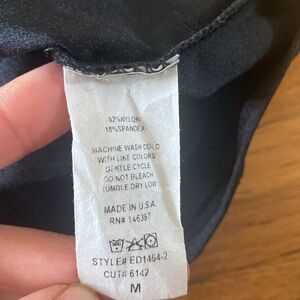 82%NYLON
18%SPANDEX
MACHINE WASH COLD
WITH LIKE COLORS
GENTLE CYCLE
DO NOT BLEACH
TUMBLE DRY LOW
MADE IN U.S.A.
RN# 146397
STYLE# ED1464-2
CUT# 6142
M